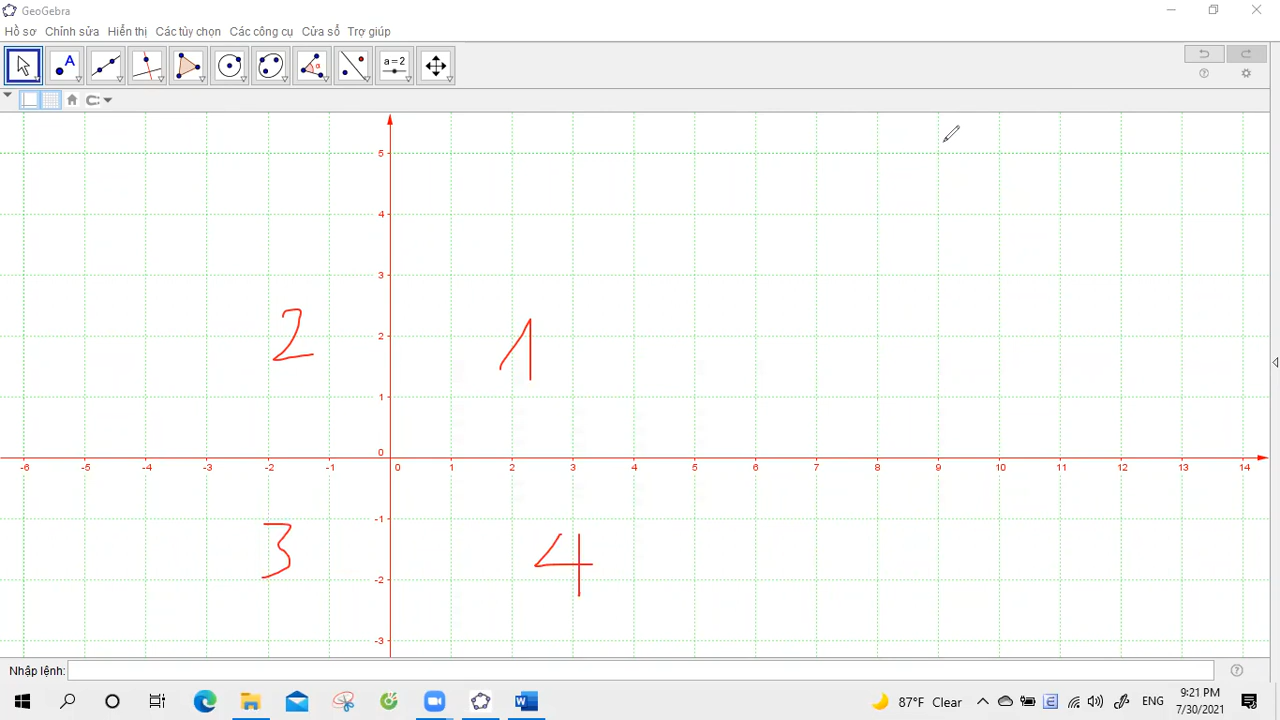 GeoGebra
Hồ sơ Chỉnh sửa Hiển thị Các tùy chọn Các công cụ Cửa sổ Trợ giúp
A
α
a = 2
5
4
3
2
1
0
-6 -5 -4 -3 -2 -1 0 1 2 3 4 5 6 7 8 9 10 11 12 13 14
-1
-2
-3
2 1
3 4
Nhập lệnh:
87°F Clear ENG 9:21 PM
7/30/2021